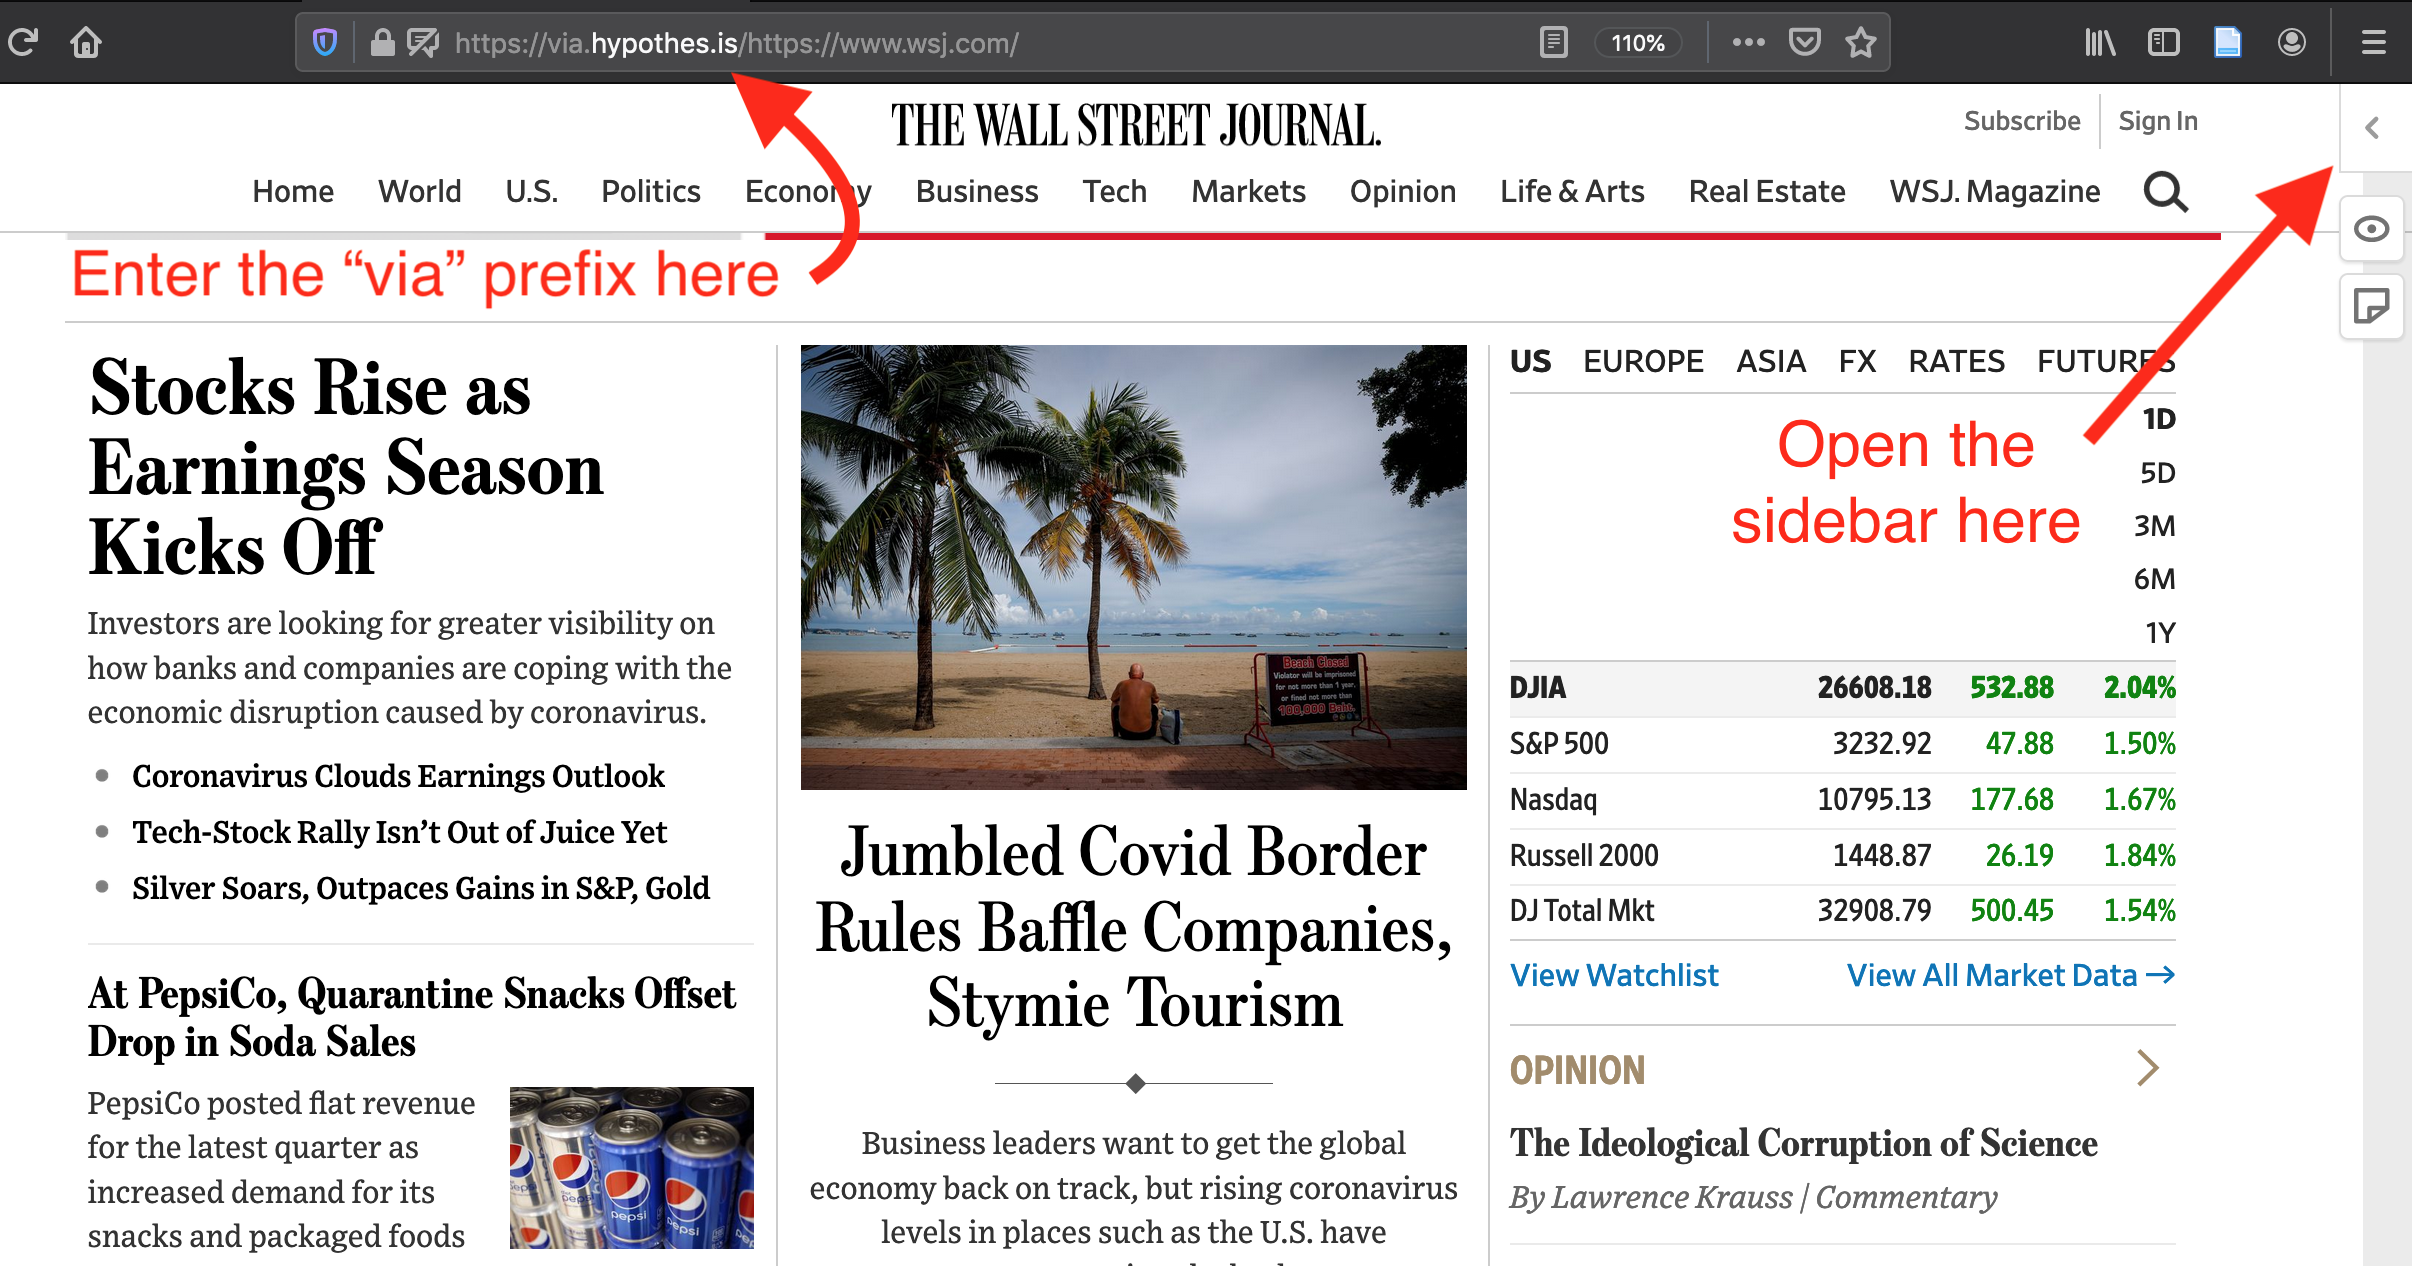 https://via.hypothes.is/https://www.wsj.com/
110%
THE WALL STREET JOURNAL.
Subscribe
Sign In
Home World U.S. Politics Economy Business Tech Markets Opinion Life & Arts Real Estate WSJ. Magazine
Enter the “via” prefix here
Stocks Rise as
Earnings Season
Kicks Off
Investors are looking for greater visibility on
how banks and companies are coping with the
economic disruption caused by coronavirus.
Coronavirus Clouds Earnings Outlook
Tech-Stock Rally Isn’t Out of Juice Yet
Silver Soars, Outpaces Gains in S&P, Gold
At PepsiCo, Quarantine Snacks Offset
Drop in Soda Sales
PepsiCo posted flat revenue
for the latest quarter as
increased demand for its
snacks and packaged foods
pepsi
pepsi
Beach Closed
Violator will be imprisoned
for not more than 1 year.
or fined not more than
100,000 Baht.
Jumbled Covid Border
Rules Baffle Companies,
Stymie Tourism
Business leaders want to get the global
economy back on track, but rising coronavirus
levels in places such as the U.S. have
US EUROPE ASIA FX RATES FUTURES
Open the
sidebar here
1D
5D
3M
6M
1Y
DJIA 26608.18 532.88 2.04%
S&P 500 3232.92 47.88 1.50%
Nasdaq 10795.13 177.68 1.67%
Russell 2000 1448.87 26.19 1.84%
DJ Total Mkt 32908.79 500.45 1.54%
View Watchlist
View All Market Data
OPINION
The Ideological Corruption of Science
By Lawrence Krauss | Commentary